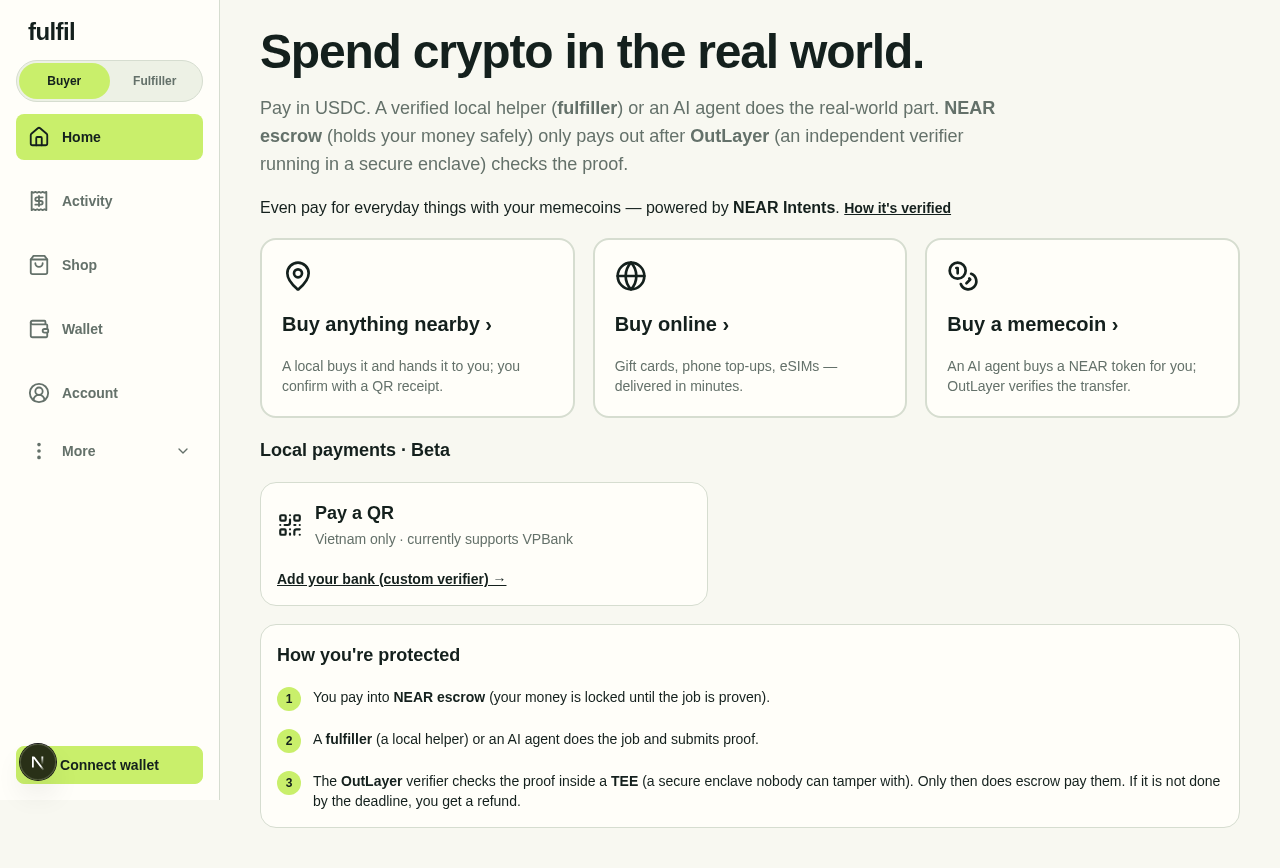 fulfil
Buyer
Fulfiller
Home
Activity
Shop
Wallet
Account
More
N
Connect wallet
Spend crypto in the real world.
Pay in USDC. A verified local helper (fulfiller) or an AI agent does the real-world part. NEAR
escrow (holds your money safely) only pays out after OutLayer (an independent verifier
running in a secure enclave) checks the proof.
Even pay for everyday things with your memecoins — powered by NEAR Intents. How it's verified
Buy anything nearby ›
A local buys it and hands it to you; you
confirm with a QR receipt.
Buy online ›
Gift cards, phone top-ups, eSIMs —
delivered in minutes.
Buy a memecoin ›
An AI agent buys a NEAR token for you;
OutLayer verifies the transfer.
Local payments · Beta
Pay a QR
Vietnam only · currently supports VPBank
Add your bank (custom verifier) →
How you're protected
1 You pay into NEAR escrow (your money is locked until the job is proven).
2 A fulfiller (a local helper) or an AI agent does the job and submits proof.
3 The OutLayer verifier checks the proof inside a TEE (a secure enclave nobody can tamper with). Only then does escrow pay them. If it is not done
by the deadline, you get a refund.